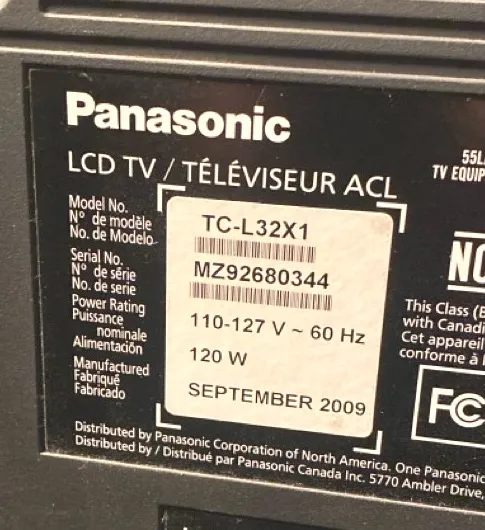 Panasonic
LCD TV / TÉLÉVISEUR ACL
Model No.
N° de modèle
No. de Modelo
TC-L32X1
Serial No.
N° de série
No. de serie
MZ92680344
Power Rating
Puissance
nominale
Alimentación
110-127 V ~ 60 Hz
120 W
Manufactured
Fabriqué
Fabricado
SEPTEMBER 2009
Distributed by Panasonic Corporation of North America. One Panasonic
Distributed by / Distribué par Panasonic Canada Inc. 5770 Ambler Drive,
55L
TV EQUIP
NO
This Class (B
with Canadi
Cet appareil
conforme à l
FC